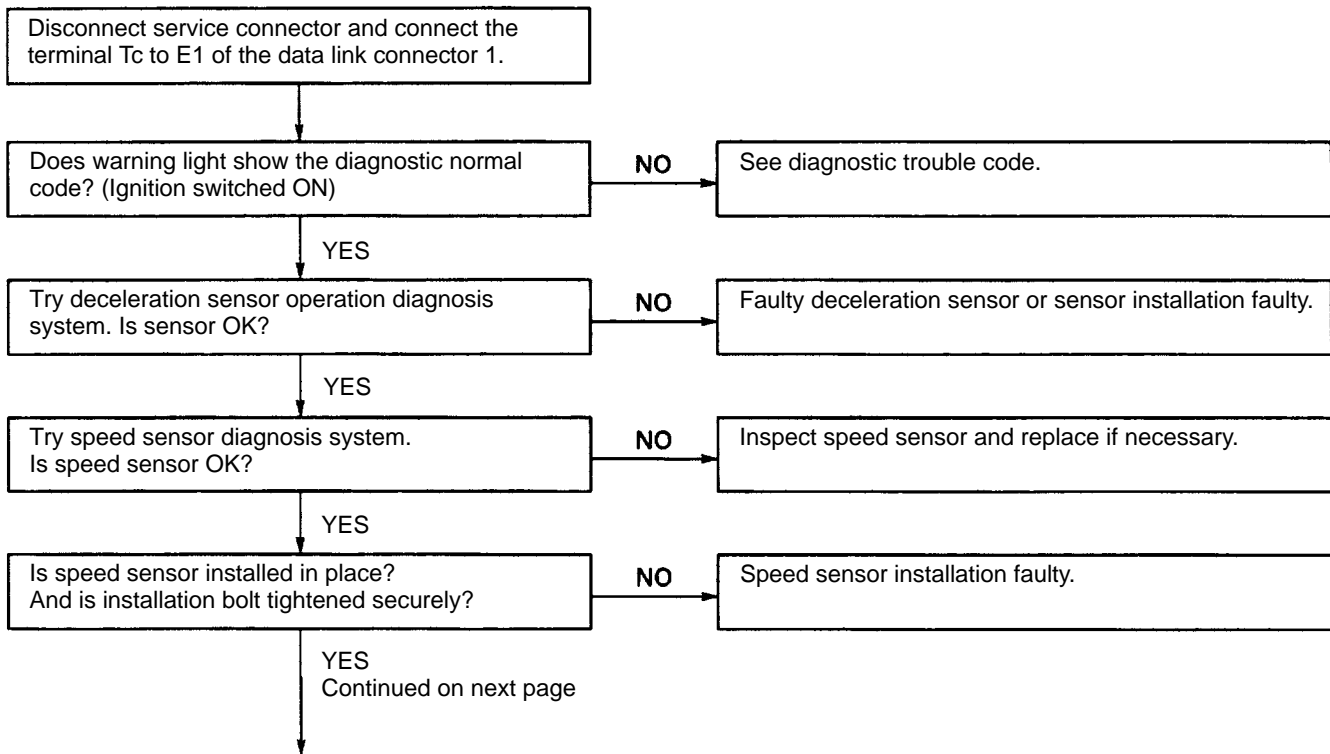 Disconnect service connector and connect the
terminal Tc to E1 of the data link connector 1.
Does warning light show the diagnostic normal
code? (Ignition switched ON)
NO
See diagnostic trouble code.
YES
Try deceleration sensor operation diagnosis
system. Is sensor OK?
NO
Faulty deceleration sensor or sensor installation faulty.
YES
Try speed sensor diagnosis system.
Is speed sensor OK?
NO
Inspect speed sensor and replace if necessary.
YES
Is speed sensor installed in place?
And is installation bolt tightened securely?
NO
Speed sensor installation faulty.
YES
Continued on next page